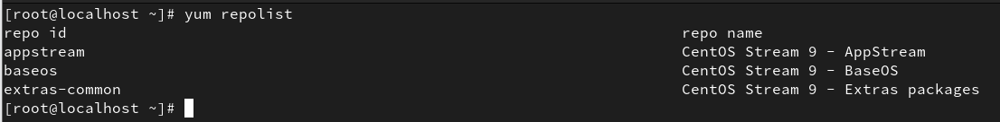 [root@localhost ~]# yum repolist
repo id repo name
appstream CentOS Stream 9 - AppStream
baseos CentOS Stream 9 - BaseOS
extras-common CentOS Stream 9 - Extras packages
[root@localhost ~]#